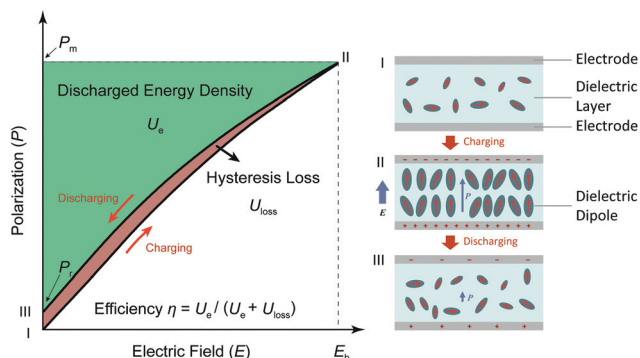 P_m
II
Discharged Energy Density
U_e
Hysteresis Loss
U_loss
Discharging
Charging
P_r
III
I
Efficiency η = U_e / (U_e + U_loss)
Polarization (P)
Electric Field (E)
E_b
I
Electrode
Dielectric
Layer
Electrode
Charging
II
- - - - - - - - - - - - -
E
P
Dielectric
Dipole
+ + + + + + + + + + + + +
Discharging
III
- - - - -
P
+ + + + +